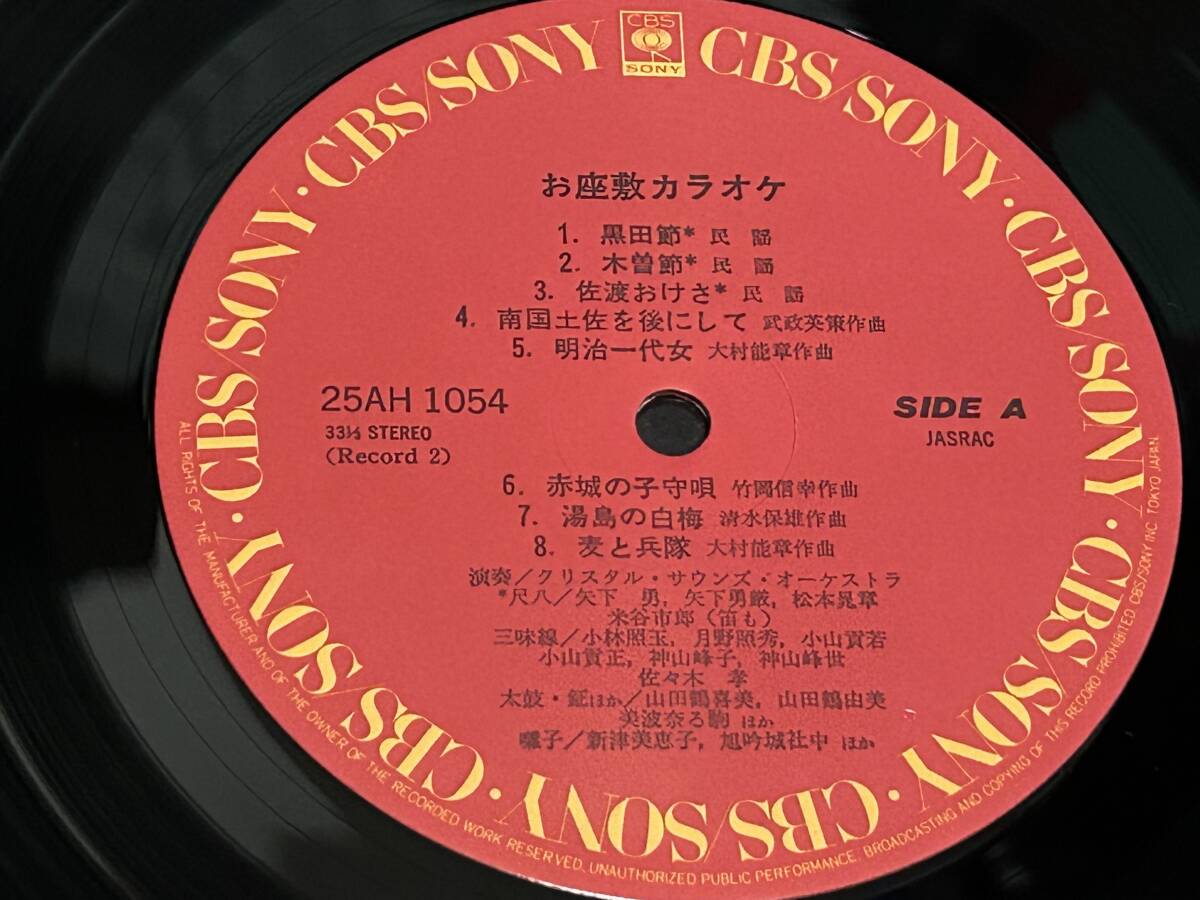 CBS/SONY · CBS/SONY · CBS/SONY · CBS/SONY · CBS/SONY · CBS/SONY · CBS/SONY · CBS/SONY
CBS
SONY
お座敷カラオケ
1. 黒田節* 民 謡
2. 木曽節* 民 謡
3. 佐渡おけさ* 民 謡
4. 南国土佐を後にして 武政英策作曲
5. 明治一代女 大村能章作曲
25AH 1054
33⅓ STEREO
(Record 2)
SIDE A
JASRAC
6. 赤城の子守唄 竹岡信幸作曲
7. 湯島の白梅 清水保雄作曲
8. 麦と兵隊 大村能章作曲
演奏/クリスタル・サウンズ・オーケストラ
*尺八/矢下 勇, 矢下勇厳, 松本晁章
米谷市郎(笛も)
三味線/小林照玉, 月野照秀, 小山貢若
小山貢正, 神山峰子, 神山峰世
佐々木 孝
太鼓・鉦ほか/山田鶴喜美, 山田鶴由美
美波奈る駒 ほか
囃子/新津美恵子, 旭吟城社中 ほか
ALL RIGHTS OF THE MANUFACTURER AND OF THE OWNER OF THE RECORDED WORK RESERVED. UNAUTHORIZED PUBLIC PERFORMANCE. BROADCASTING AND COPYING OF THIS RECORD PROHIBITED CBS/SONY INC. TOKYO JAPAN.